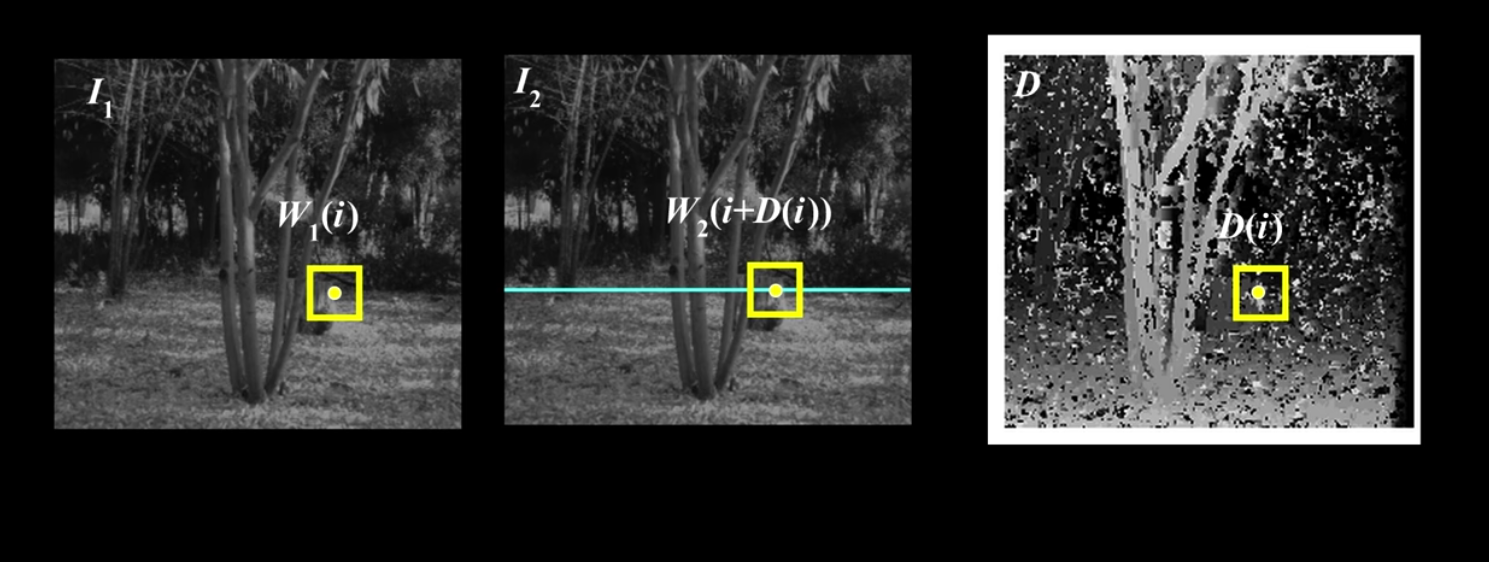 I1
I2
D
W1(i)
W2(i+D(i))
D(i)